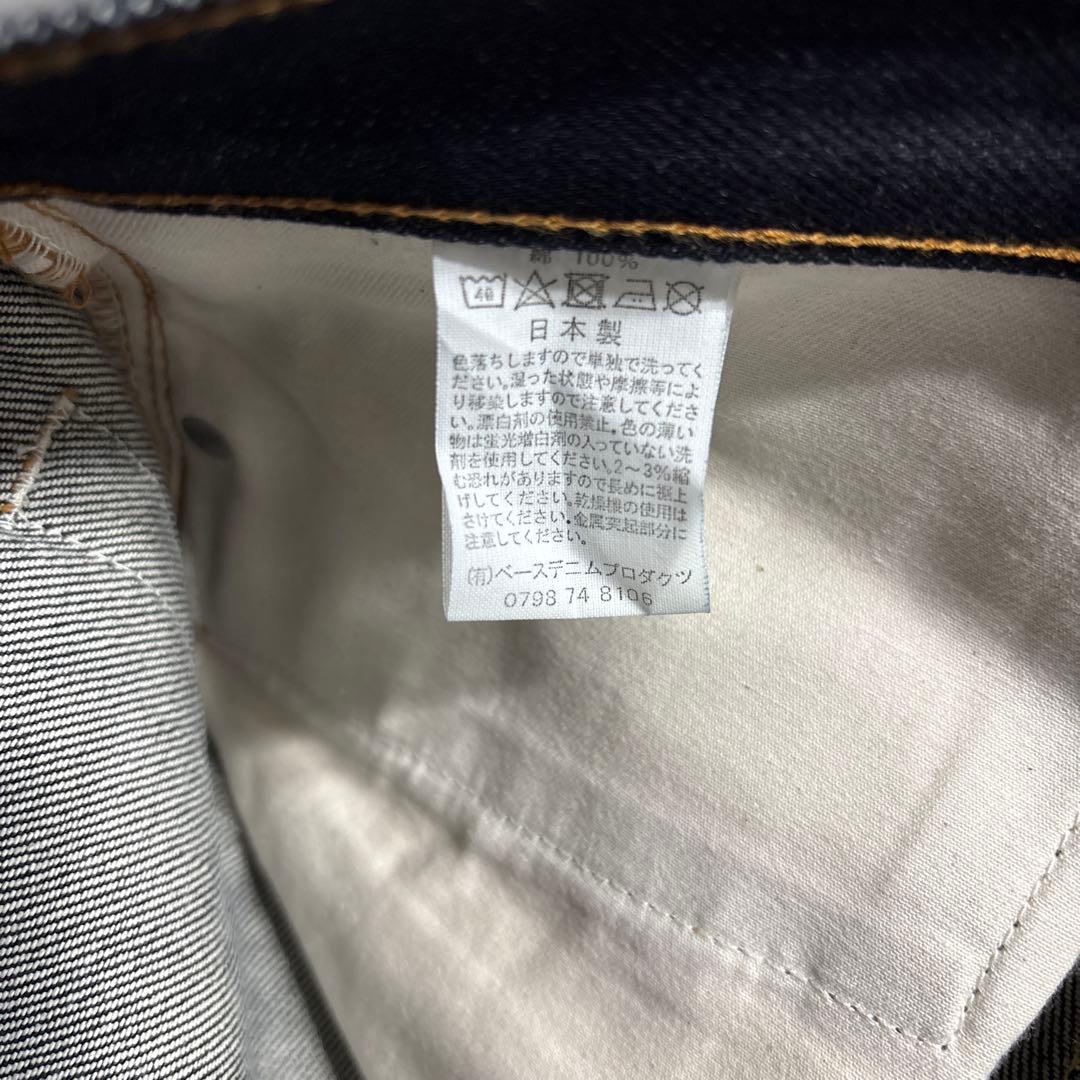 綿 100%
40
日本製
色落ちしますので単独で洗ってく
ださい。湿った状態や摩擦等によ
り移染しますので注意してくださ
い。漂白剤の使用禁止。色の薄い
物は蛍光増白剤の入っていない洗
剤を使用してください。2〜3%縮
む恐れがありますので長めに裾上
げしてください。乾燥機の使用は
さけてください。金属突起部分に
注意してください。
(有)ベースデニムプロダクツ
0798 74 8106